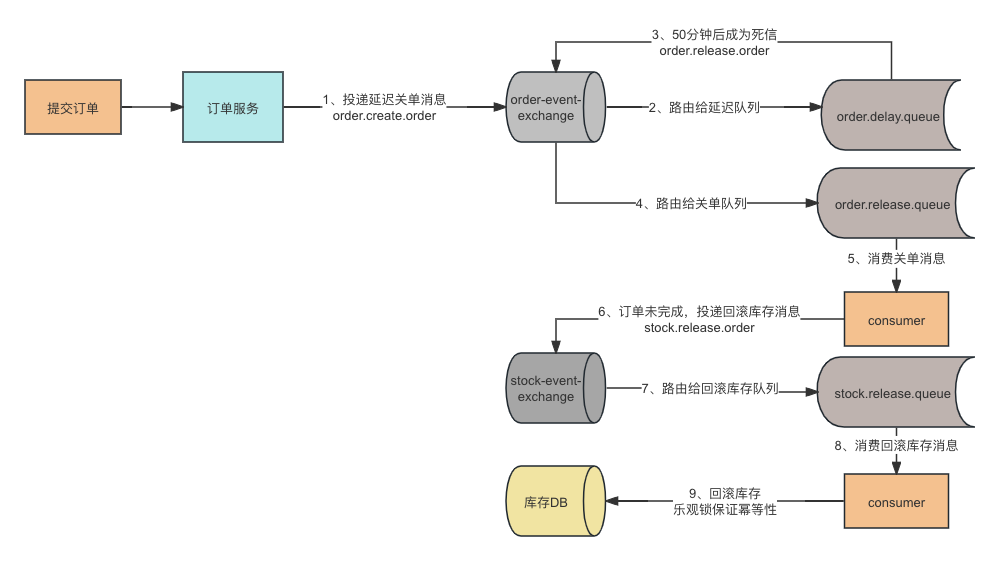 3、50分钟后成为死信
order.release.order
提交订单
订单服务
1、投递延迟关单消息
order.create.order
order-event-
exchange
2、路由给延迟队列
order.delay.queue
4、路由给关单队列
order.release.queue
5、消费关单消息
6、订单未完成，投递回滚库存消息
stock.release.order
consumer
stock-event-
exchange
7、路由给回滚库存队列
stock.release.queue
8、消费回滚库存消息
库存DB
9、回滚库存
乐观锁保证幂等性
consumer